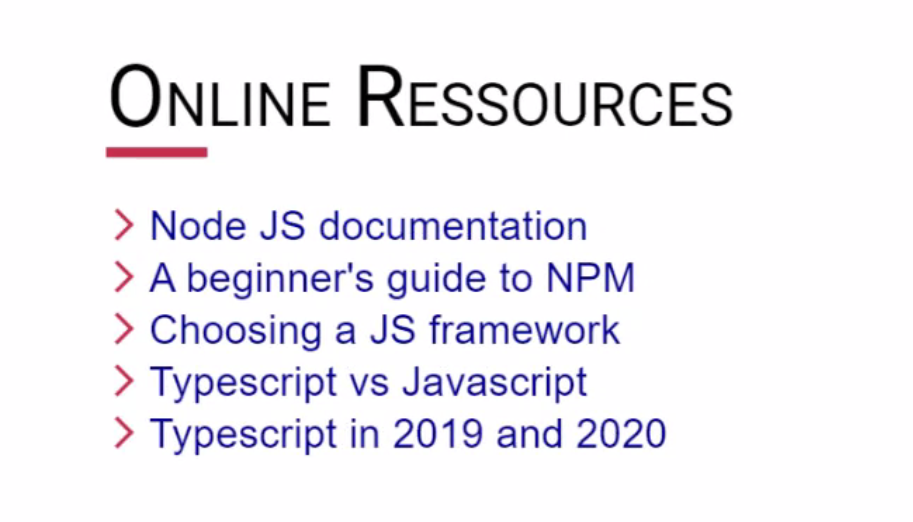 Online Ressources
Node JS documentation
A beginner's guide to NPM
Choosing a JS framework
Typescript vs Javascript
Typescript in 2019 and 2020